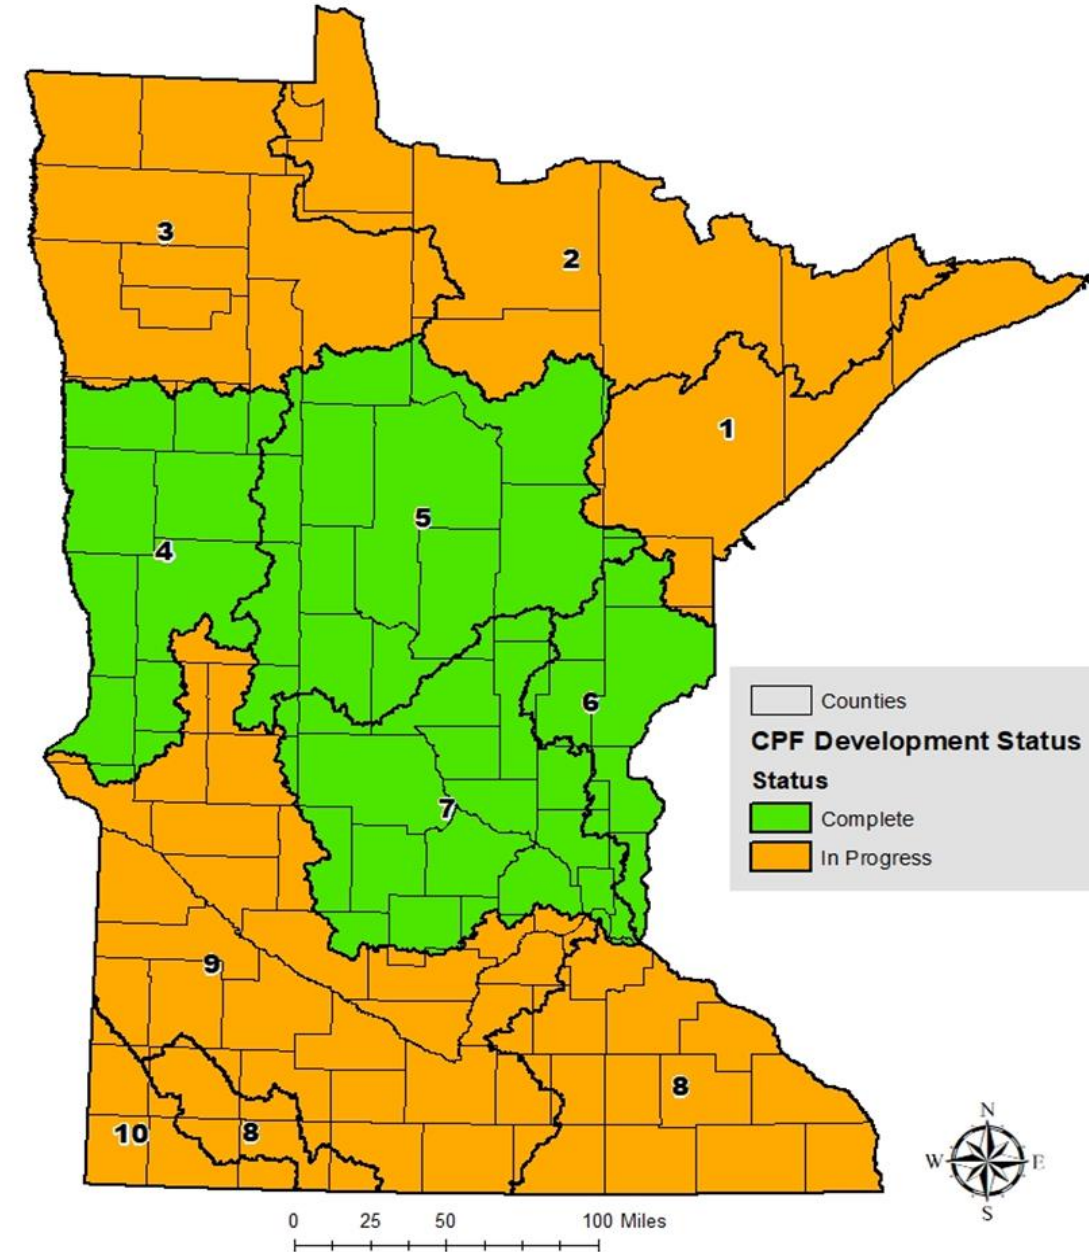 3
2
1
5
4
6
Counties
CPF Development Status
Status
Complete
In Progress
7
9
8
10
8
N
W
E
S
0 25 50 100 Miles